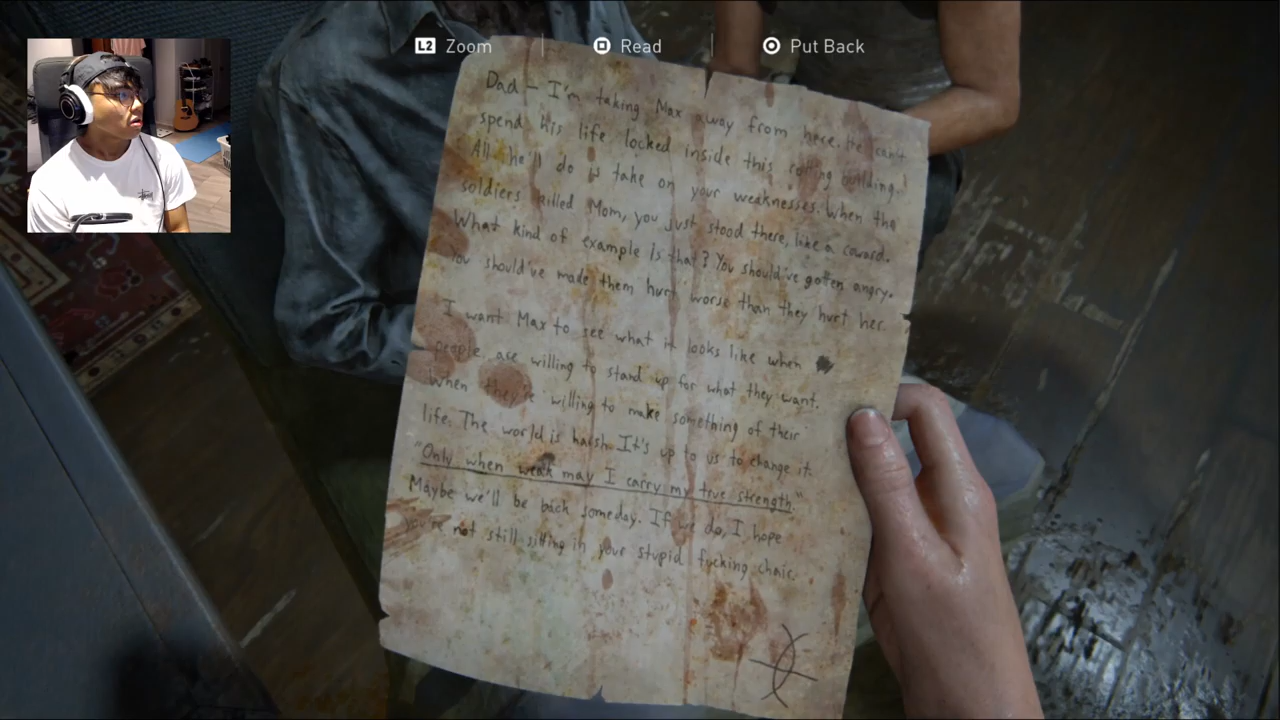 L2 Zoom
Read
Put Back
Dad - I'm taking Max away from here. He can't
spend his life locked inside this rotting building.
All he'll do is take on your weaknesses. When the
soldiers killed Mom, you just stood there, like a coward.
What kind of example is that? You should've gotten angry.
You should've made them hurt worse than they hurt her.
I want Max to see what it looks like when
people are willing to stand up for what they want.
When they're willing to make something of their
life. The world is harsh. It's up to us to change it.
"Only when weak may I carry my true strength."
Maybe we'll be back someday. If we do, I hope
you're not still sitting in your stupid fucking chair.